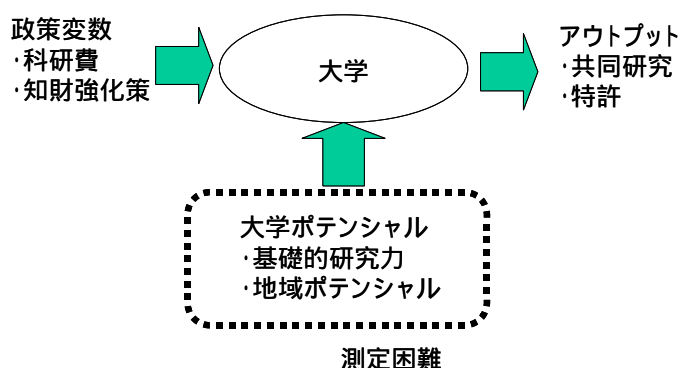 政策変数
・科研費
・知財強化策
大学
アウトプット
・共同研究
・特許
大学ポテンシャル
・基礎的研究力
・地域ポテンシャル
測定困難